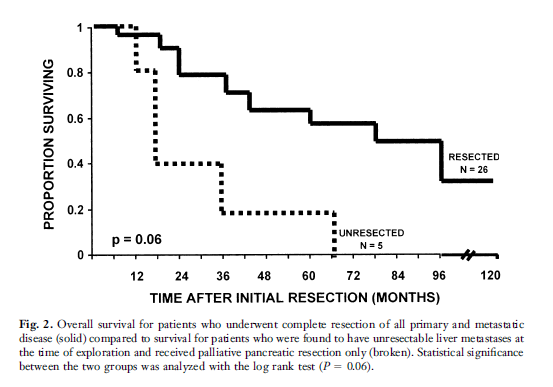 PROPORTION SURVIVING
1
0.8
0.6
0.4
0.2
0
RESECTED
N = 26
UNRESECTED
N = 5
p = 0.06
12 24 36 48 60 72 84 96 120
TIME AFTER INITIAL RESECTION (MONTHS)
Fig. 2. Overall survival for patients who underwent complete resection of all primary and metastatic
disease (solid) compared to survival for patients who were found to have unresectable liver metastases at
the time of exploration and received palliative pancreatic resection only (broken). Statistical significance
between the two groups was analyzed with the log rank test (P = 0.06).